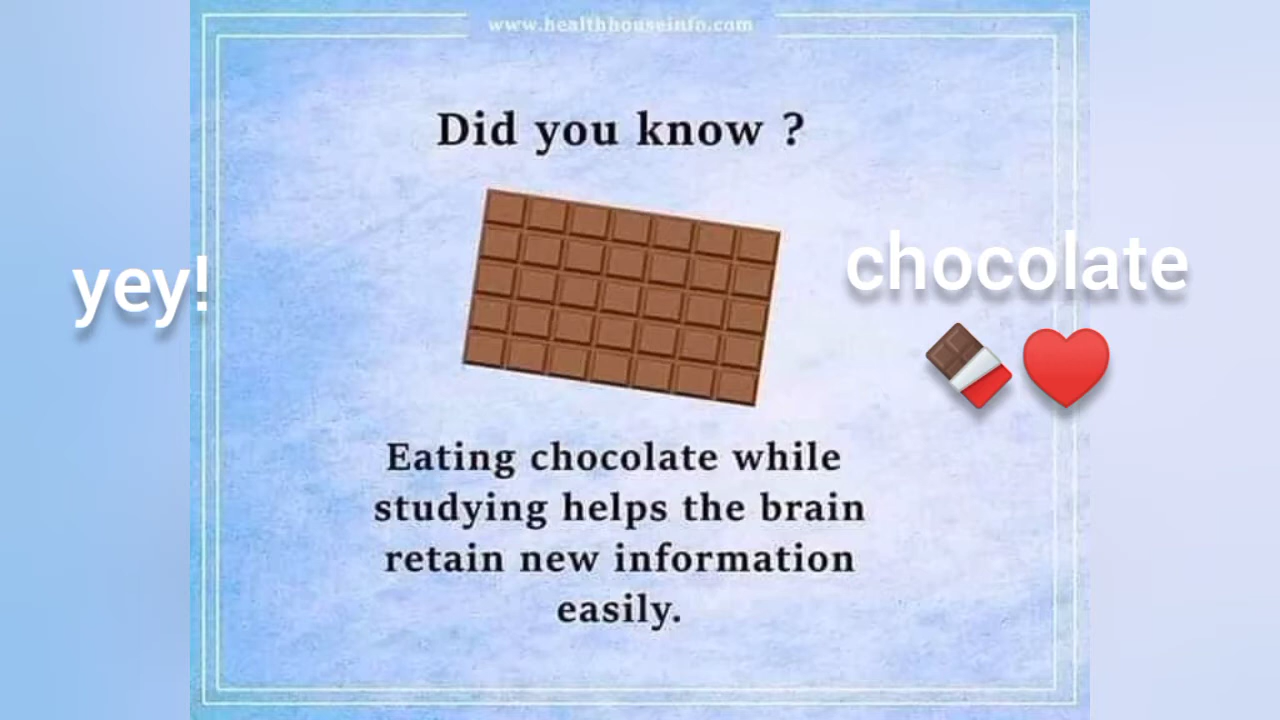 www.healthhouseinfo.com
Did you know ?
yey!
chocolate
🍫♥️
Eating chocolate while
studying helps the brain
retain new information
easily.